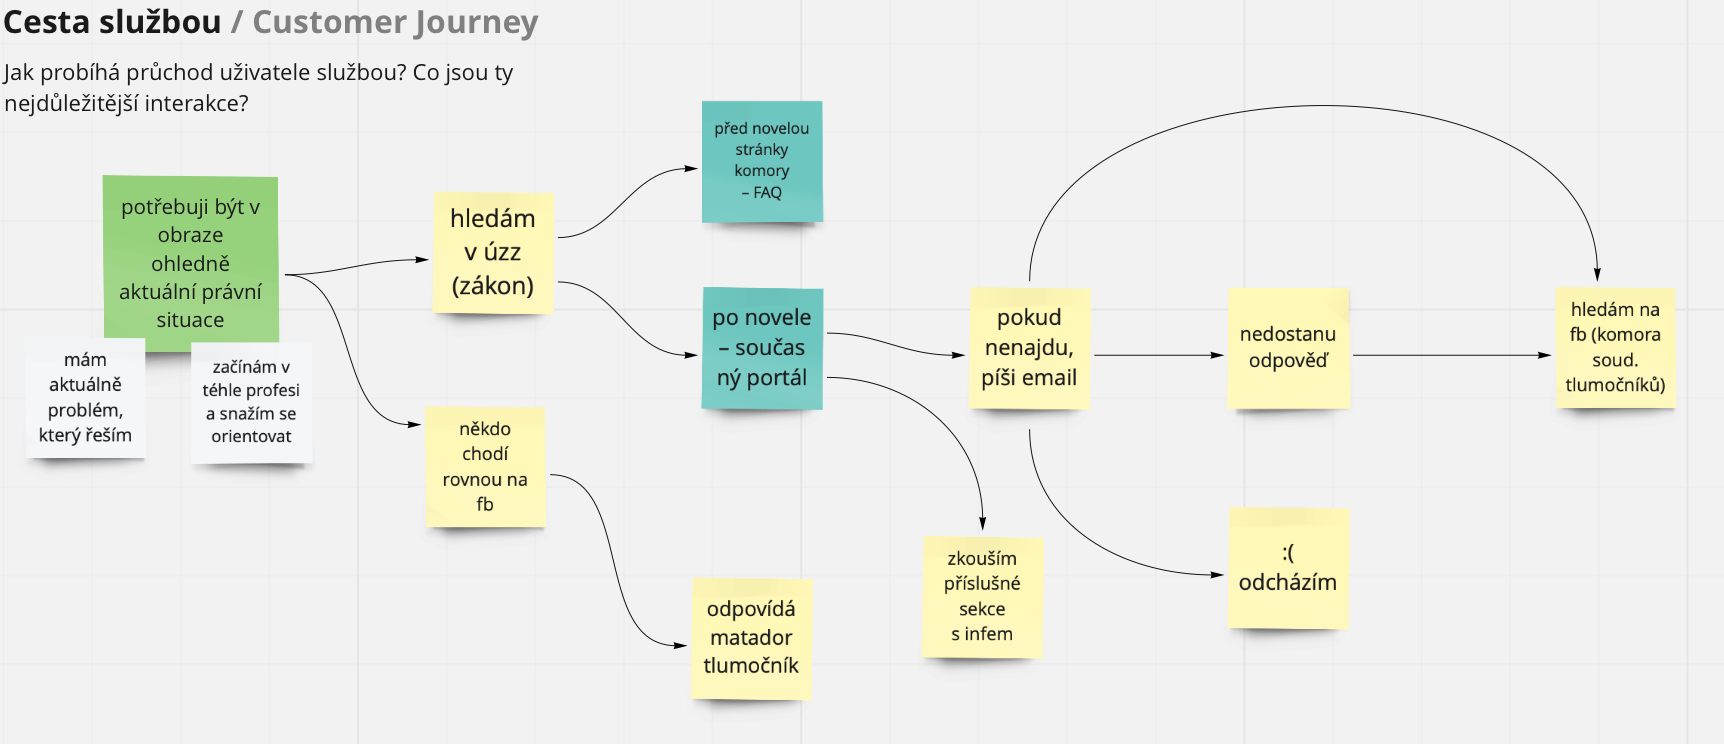 Cesta službou / Customer Journey
Jak probíhá průchod uživatele službou? Co jsou ty
nejdůležitější interakce?
potřebuji být v
obraze
ohledně
aktuální právní
situace
mám
aktuálně
problém,
který řeším
začínám v
téhle profesi
a snažím se
orientovat
hledám
v úzz
(zákon)
někdo
chodí
rovnou na
fb
před novelou
stránky
komory
– FAQ
po novele
– součas
ný portál
odpovídá
matador
tlumočník
pokud
nenajdu,
píši email
zkouším
příslušné
sekce
s infem
nedostanu
odpověď
:(
odcházím
hledám na
fb (komora
soud.
tlumočníků)